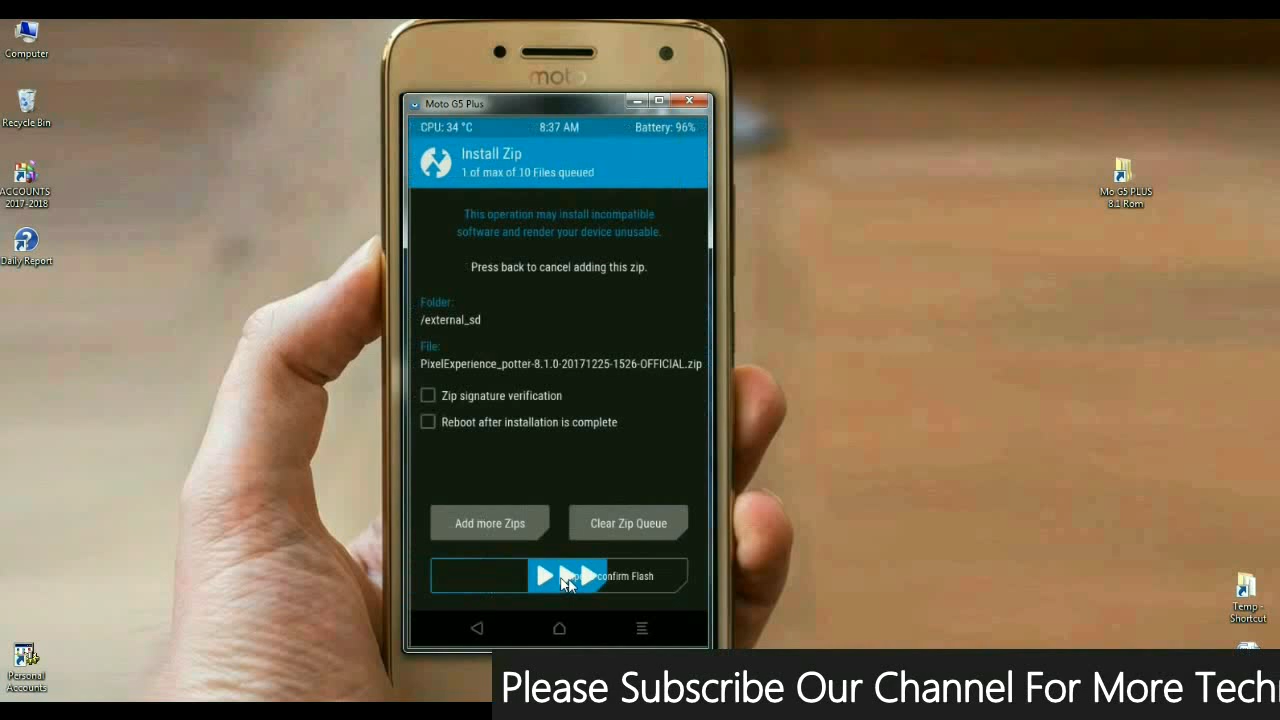 Computer
Recycle Bin
ACCOUNTS
2017-2018
Daily Report
Personal
Accounts
moto
Moto G5 Plus
CPU: 34 °C 8:37 AM Battery: 96%
Install Zip
1 of max of 10 Files queued
This operation may install incompatible
software and render your device unusable.
Press back to cancel adding this zip.
Folder:
/external_sd
File:
PixelExperience_potter-8.1.0-20171225-1526-OFFICIAL.zip
Zip signature verification
Reboot after installation is complete
Add more Zips Clear Zip Queue
confirm Flash
Mo G5 PLUS
8.1 Rom
Temp -
Shortcut
Please Subscribe Our Channel For More Tech